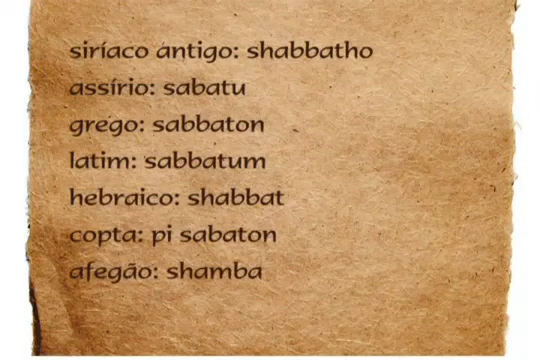 siríaco antigo: shabbatho
assírio: sabatu
grego: sabbaton
latim: sabbatum
hebraico: shabbat
copta: pi sabaton
afegão: shamba